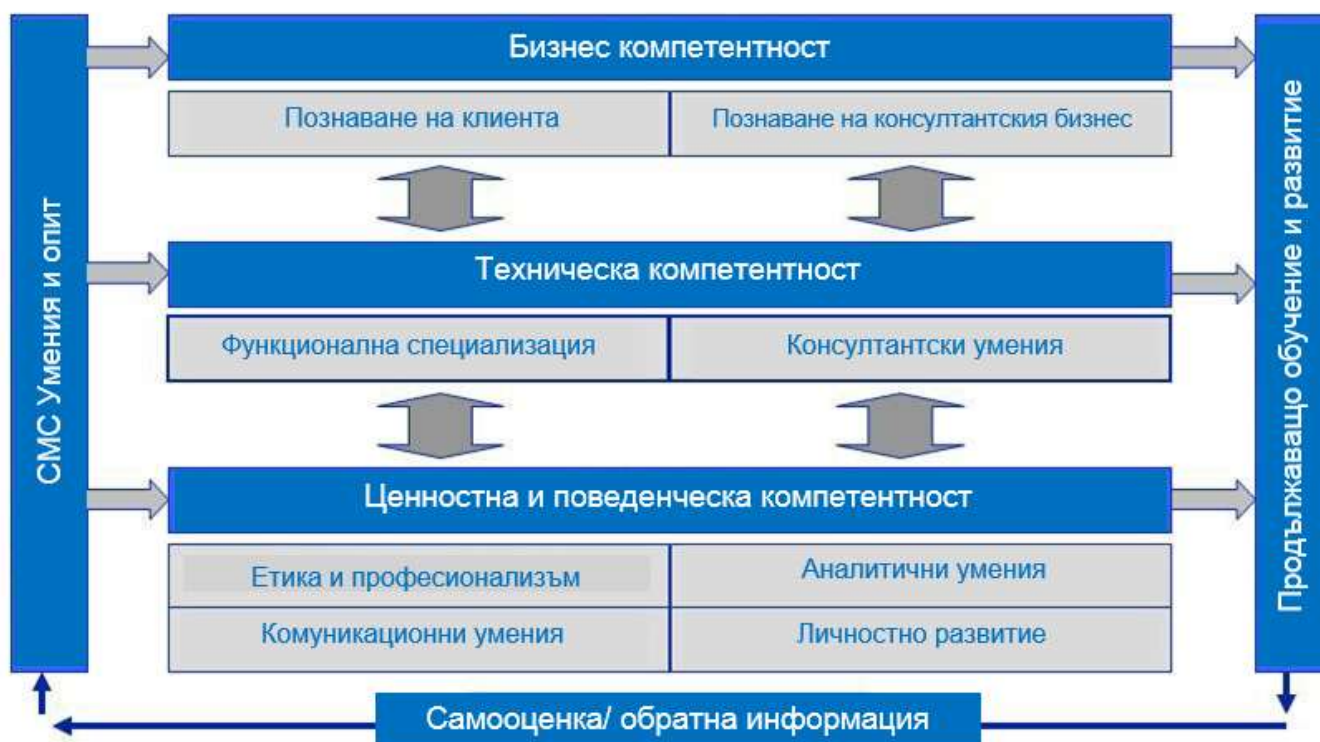 СМС Умения и опит
Бизнес компетентност
Познаване на клиента
Познаване на консултантския бизнес
Техническа компетентност
Функционална специализация
Консултантски умения
Ценностна и поведенческа компетентност
Етика и професионализъм
Аналитични умения
Комуникационни умения
Личностно развитие
Продължаващо обучение и развитие
Самооценка/ обратна информация